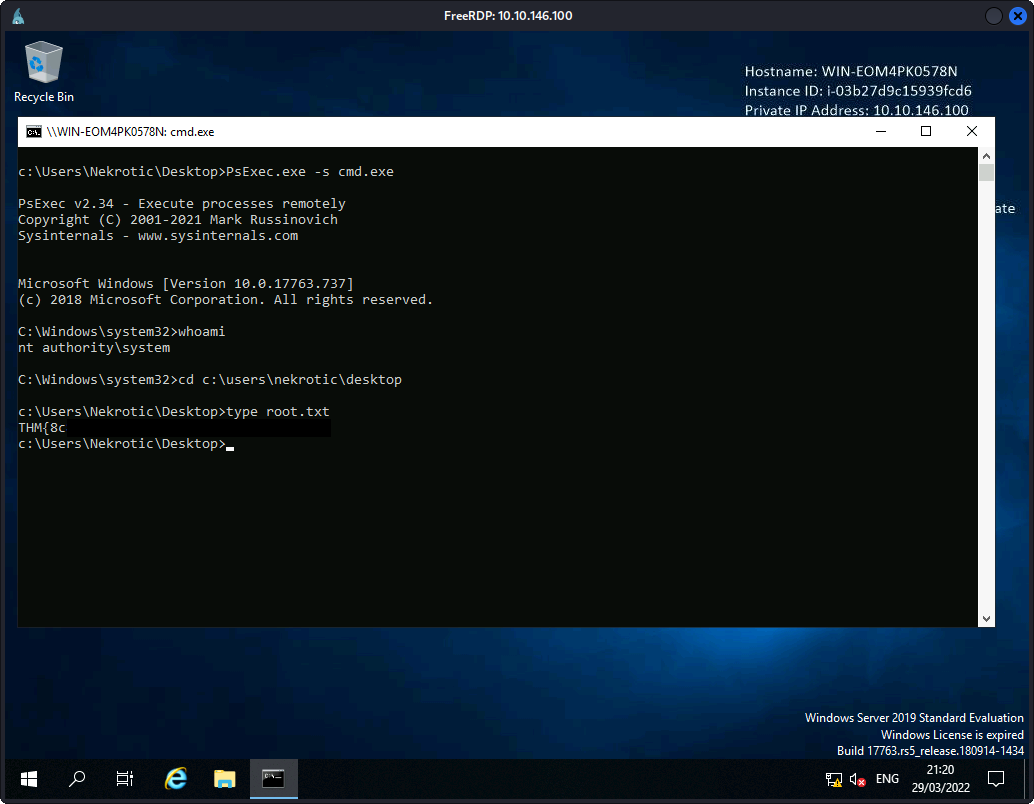 FreeRDP: 10.10.146.100
Recycle Bin
Hostname: WIN-EOM4PK0578N
Instance ID: i-03b27d9c15939fcd6
Private IP Address: 10.10.146.100
ate
\\WIN-EOM4PK0578N: cmd.exe
c:\Users\Nekrotic\Desktop>PsExec.exe -s cmd.exe
PsExec v2.34 - Execute processes remotely
Copyright (C) 2001-2021 Mark Russinovich
Sysinternals - www.sysinternals.com
Microsoft Windows [Version 10.0.17763.737]
(c) 2018 Microsoft Corporation. All rights reserved.
C:\Windows\system32>whoami
nt authority\system
C:\Windows\system32>cd c:\users\nekrotic\desktop
c:\Users\Nekrotic\Desktop>type root.txt
THM{8c
c:\Users\Nekrotic\Desktop>
Windows Server 2019 Standard Evaluation
Windows License is expired
Build 17763.rs5_release.180914-1434
ENG
21:20
29/03/2022